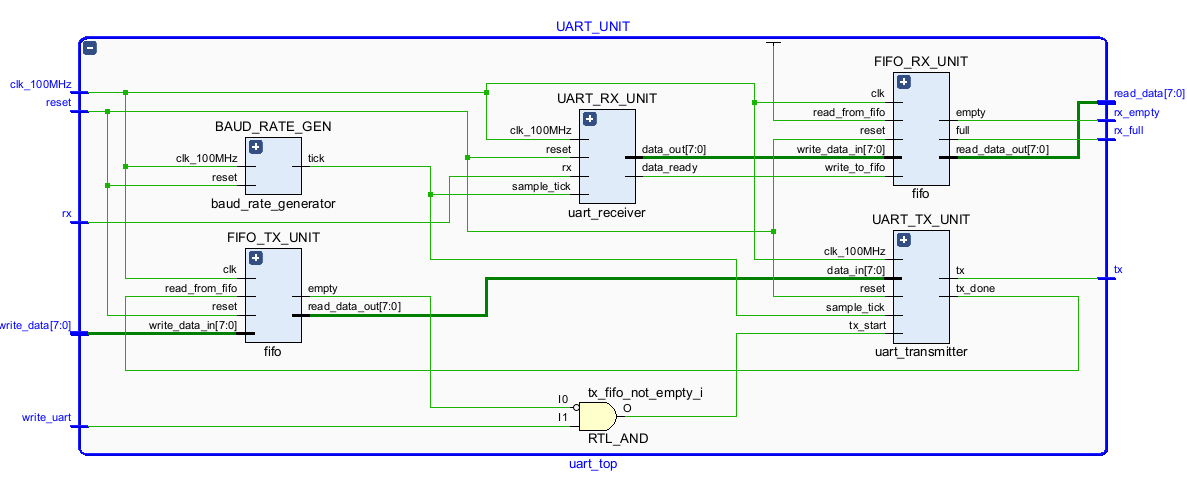 UART_UNIT
clk_100MHz
reset
rx
write_data[7:0]
write_uart
BAUD_RATE_GEN
clk_100MHz
reset
tick
baud_rate_generator
FIFO_TX_UNIT
clk
read_from_fifo
reset
write_data_in[7:0]
empty
read_data_out[7:0]
fifo
UART_RX_UNIT
clk_100MHz
reset
rx
sample_tick
data_out[7:0]
data_ready
uart_receiver
tx_fifo_not_empty_i
I0
I1
O
RTL_AND
FIFO_RX_UNIT
clk
read_from_fifo
reset
write_data_in[7:0]
write_to_fifo
empty
full
read_data_out[7:0]
fifo
UART_TX_UNIT
clk_100MHz
data_in[7:0]
reset
sample_tick
tx_start
tx
tx_done
uart_transmitter
read_data[7:0]
rx_empty
rx_full
tx
uart_top